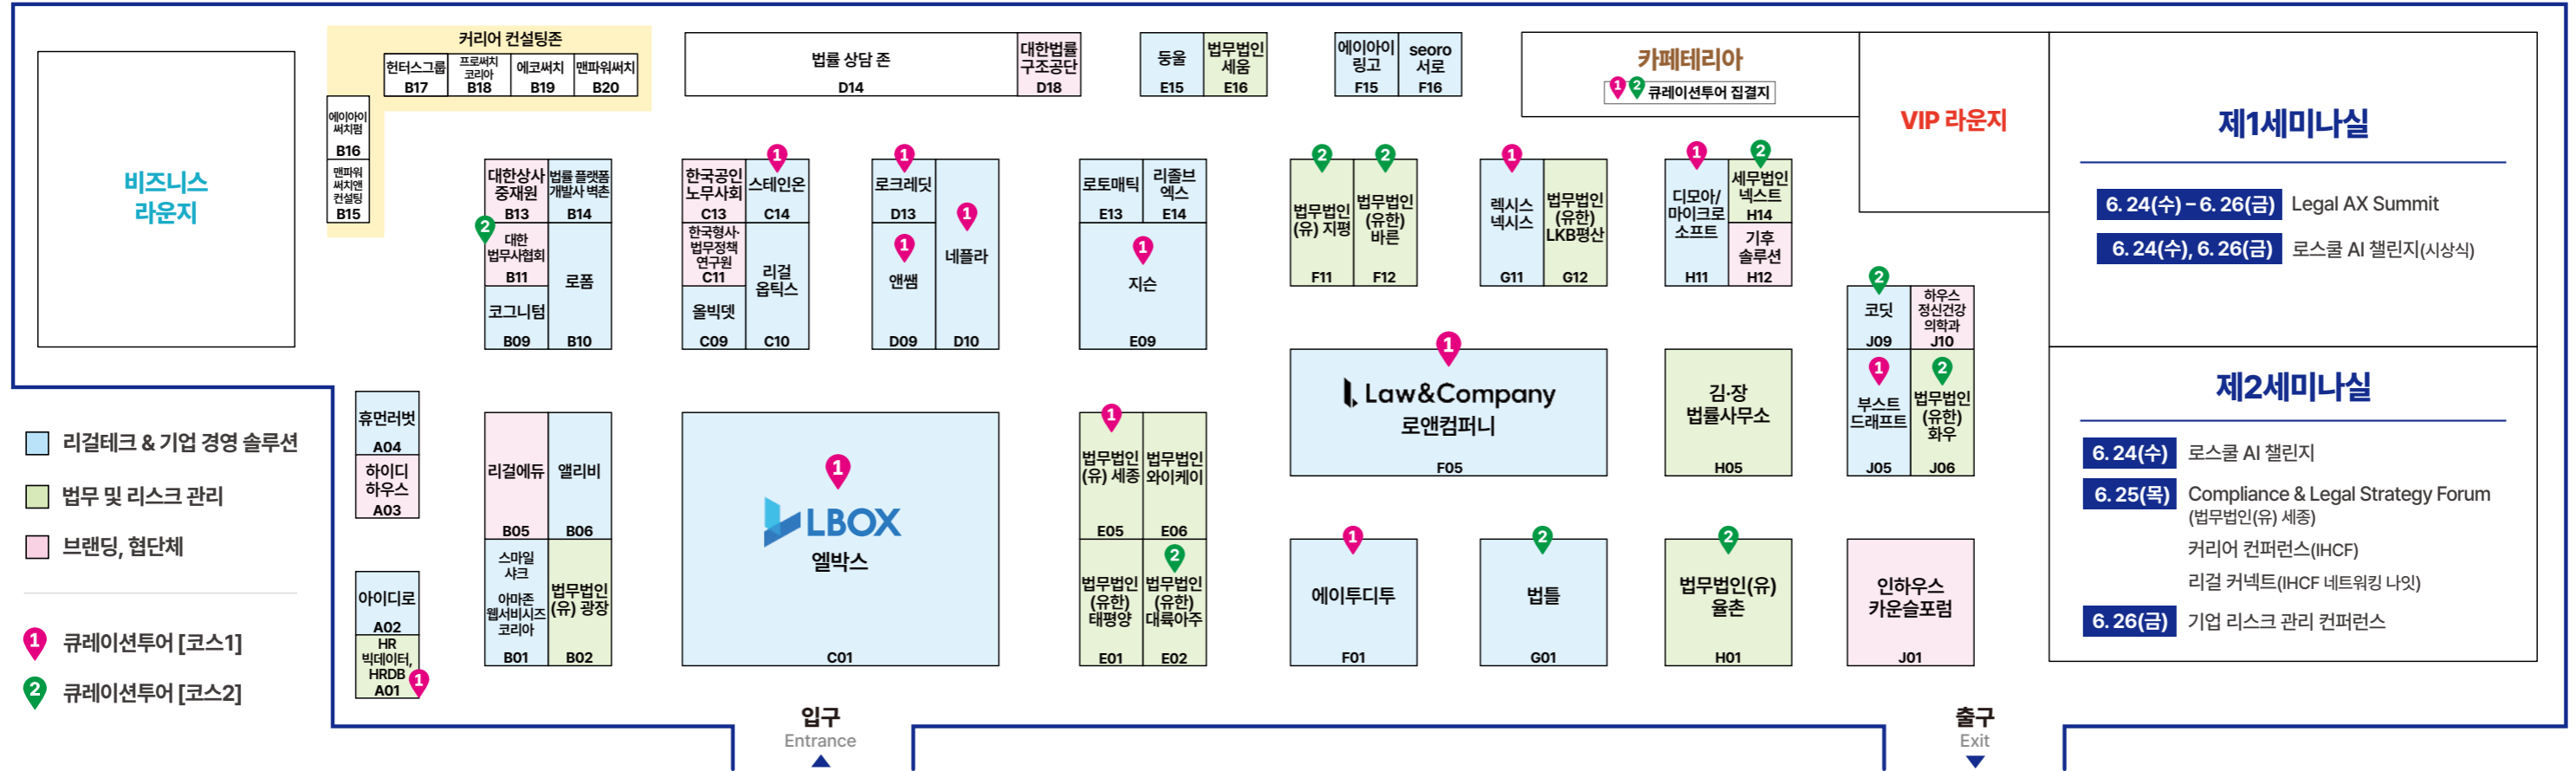 비즈니스
라운지
커리어 컨설팅존
헌터스그룹
B17
프로써치
코리아
B18
에코써치
B19
맨파워써치
B20
에이아이
써치펌
B16
맨파워
써치앤
컨설팅
B15
법률 상담 존
D14
대한법률
구조공단
D18
둥울
E15
법무법인
세움
E16
에이아이
링고
F15
seoro
서로
F16
카페테리아
1 2 큐레이션투어 집결지
VIP 라운지
대한상사
중재원
B13
법률 플랫폼
개발사 벽촌
B14
2
대한
법무사협회
B11
로폼
B10
코그니텀
B09
한국공인
노무사회
C13
1
스테인온
C14
한국형사·
법무정책
연구원
C11
리걸
옵틱스
C10
올빅뎃
C09
1
로크레딧
D13
1
앤쌤
D09
1
네플라
D10
로토매틱
E13
리졸브
엑스
E14
1
지슨
E09
2
법무법인
(유) 지평
F11
2
법무법인
(유한)
바른
F12
1
렉시스
넥시스
G11
법무법인
(유한)
LKB평산
G12
1
디모아/
마이크로
소프트
H11
2
세무법인
넥스트
H14
기후
솔루션
H12
2
코딧
J09
하우스
정신건강
의학과
J10
1
부스트
드래프트
J05
2
법무법인
(유한)
화우
J06
1
Law&Company
로앤컴퍼니
F05
김·장
법률사무소
H05
휴먼러벗
A04
하이디
하우스
A03
아이디로
A02
HR
빅데이터,
HRDB
A01
1
리걸에듀
B05
앨리비
B06
스마일
샤크
아마존
웹서비시즈
코리아
B01
법무법인
(유) 광장
B02
1
LBOX
엘박스
C01
1
법무법인
(유) 세종
E05
법무법인
와이케이
E06
법무법인
(유한)
태평양
E01
2
법무법인
(유한)
대륙아주
E02
1
에이투디투
F01
2
법틀
G01
2
법무법인(유)
율촌
H01
인하우스
카운슬포럼
J01
리걸테크 & 기업 경영 솔루션
법무 및 리스크 관리
브랜딩, 협단체
1 큐레이션투어 [코스1]
2 큐레이션투어 [코스2]
입구
Entrance
출구
Exit
제1세미나실
6. 24(수) – 6. 26(금) Legal AX Summit
6. 24(수), 6. 26(금) 로스쿨 AI 챌린지(시상식)
제2세미나실
6. 24(수) 로스쿨 AI 챌린지
6. 25(목) Compliance & Legal Strategy Forum
(법무법인(유) 세종)
커리어 컨퍼런스(IHCF)
리걸 커넥트(IHCF 네트워킹 나잇)
6. 26(금) 기업 리스크 관리 컨퍼런스